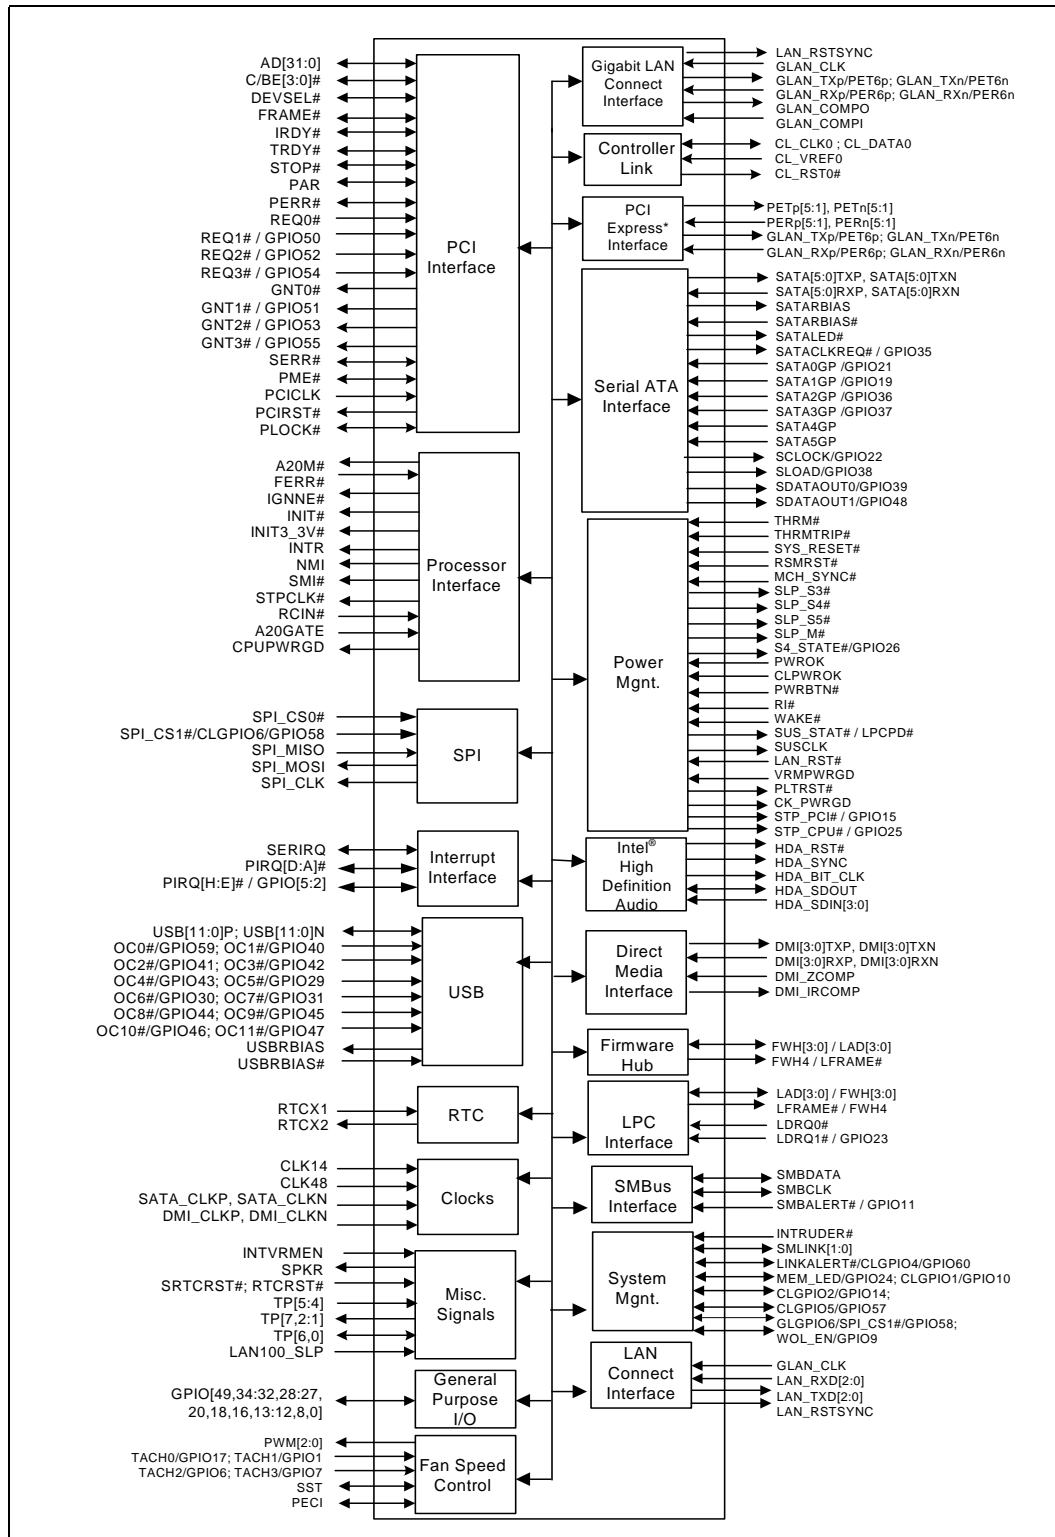 AD[31:0]
C/BE[3:0]#
DEVSEL#
FRAME#
IRDY#
TRDY#
STOP#
PAR
PERR#
REQ0#
REQ1# / GPIO50
REQ2# / GPIO52
REQ3# / GPIO54
GNT0#
GNT1# / GPIO51
GNT2# / GPIO53
GNT3# / GPIO55
SERR#
PME#
PCICLK
PCIRST#
PLOCK#
PCI
Interface
A20M#
FERR#
IGNNE#
INIT#
INIT3_3V#
INTR
NMI
SMI#
STPCLK#
RCIN#
A20GATE
CPUPWRGD
Processor
Interface
SPI_CS0#
SPI_CS1#/CLGPIO6/GPIO58
SPI_MISO
SPI_MOSI
SPI_CLK
SPI
SERIRQ
PIRQ[D:A]#
PIRQ[H:E]# / GPIO[5:2]
Interrupt
Interface
USB[11:0]P; USB[11:0]N
OC0#/GPIO59; OC1#/GPIO40
OC2#/GPIO41; OC3#/GPIO42
OC4#/GPIO43; OC5#/GPIO29
OC6#/GPIO30; OC7#/GPIO31
OC8#/GPIO44; OC9#/GPIO45
OC10#/GPIO46; OC11#/GPIO47
USBRBIAS
USBRBIAS#
USB
RTCX1
RTCX2
RTC
CLK14
CLK48
SATA_CLKP, SATA_CLKN
DMI_CLKP, DMI_CLKN
Clocks
INTVRMEN
SPKR
SRTCRST#; RTCRST#
TP[5:4]
TP[7,2:1]
TP[6,0]
LAN100_SLP
Misc.
Signals
GPIO[49,34:32,28:27,
20,18,16,13:12,8,0]
General
Purpose
I/O
PWM[2:0]
TACH0/GPIO17; TACH1/GPIO1
TACH2/GPIO6; TACH3/GPIO7
SST
PECI
Fan Speed
Control
Gigabit LAN
Connect
Interface
LAN_RSTSYNC
GLAN_CLK
GLAN_TXp/PET6p; GLAN_TXn/PET6n
GLAN_RXp/PER6p; GLAN_RXn/PER6n
GLAN_COMPO
GLAN_COMPI
Controller
Link
CL_CLK0 ; CL_DATA0
CL_VREF0
CL_RST0#
PCI
Express*
Interface
PETp[5:1], PETn[5:1]
PERp[5:1], PERn[5:1]
GLAN_TXp/PET6p; GLAN_TXn/PET6n
GLAN_RXp/PER6p; GLAN_RXn/PER6n
Serial ATA
Interface
SATA[5:0]TXP, SATA[5:0]TXN
SATA[5:0]RXP, SATA[5:0]RXN
SATARBIAS
SATARBIAS#
SATALED#
SATACLKREQ# / GPIO35
SATA0GP /GPIO21
SATA1GP /GPIO19
SATA2GP /GPIO36
SATA3GP /GPIO37
SATA4GP
SATA5GP
SCLOCK/GPIO22
SLOAD/GPIO38
SDATAOUT0/GPIO39
SDATAOUT1/GPIO48
Power
Mgnt.
THRM#
THRMTRIP#
SYS_RESET#
RSMRST#
MCH_SYNC#
SLP_S3#
SLP_S4#
SLP_S5#
SLP_M#
S4_STATE#/GPIO26
PWROK
CLPWROK
PWRBTN#
RI#
WAKE#
SUS_STAT# / LPCPD#
SUSCLK
LAN_RST#
VRMPWRGD
PLTRST#
CK_PWRGD
STP_PCI# / GPIO15
STP_CPU# / GPIO25
Intel®
High
Definition
Audio
HDA_RST#
HDA_SYNC
HDA_BIT_CLK
HDA_SDOUT
HDA_SDIN[3:0]
Direct
Media
Interface
DMI[3:0]TXP, DMI[3:0]TXN
DMI[3:0]RXP, DMI[3:0]RXN
DMI_ZCOMP
DMI_IRCOMP
Firmware
Hub
FWH[3:0] / LAD[3:0]
FWH4 / LFRAME#
LPC
Interface
LAD[3:0] / FWH[3:0]
LFRAME# / FWH4
LDRQ0#
LDRQ1# / GPIO23
SMBus
Interface
SMBDATA
SMBCLK
SMBALERT# / GPIO11
System
Mgnt.
INTRUDER#
SMLINK[1:0]
LINKALERT#/CLGPIO4/GPIO60
MEM_LED/GPIO24; CLGPIO1/GPIO10
CLGPIO2/GPIO14;
CLGPIO5/GPIO57
GLGPIO6/SPI_CS1#/GPIO58;
WOL_EN/GPIO9
LAN
Connect
Interface
GLAN_CLK
LAN_RXD[2:0]
LAN_TXD[2:0]
LAN_RSTSYNC